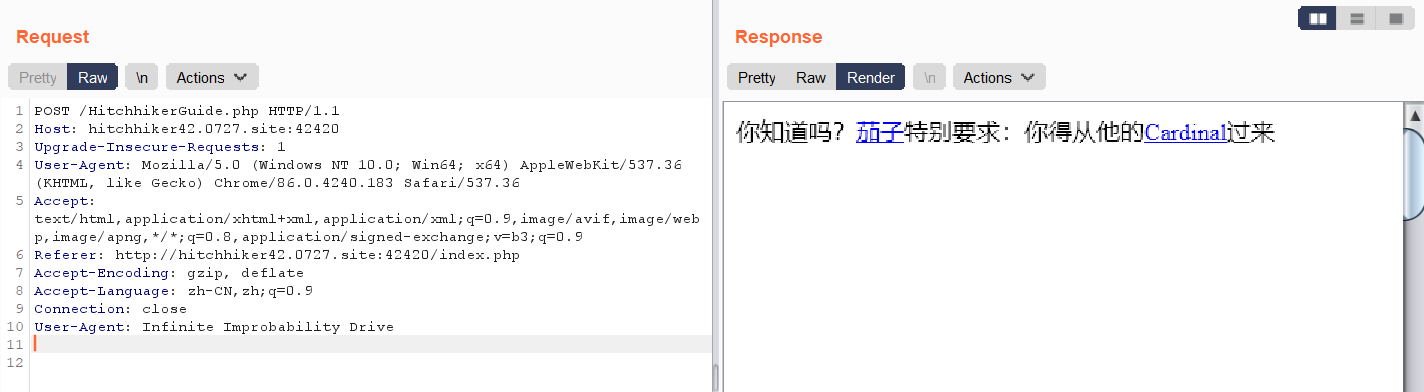 Request
Pretty Raw \n Actions
1 POST /HitchhikerGuide.php HTTP/1.1
2 Host: hitchhiker42.0727.site:42420
3 Upgrade-Insecure-Requests: 1
4 User-Agent: Mozilla/5.0 (Windows NT 10.0; Win64; x64) AppleWebKit/537.36
(KHTML, like Gecko) Chrome/86.0.4240.183 Safari/537.36
5 Accept:
text/html,application/xhtml+xml,application/xml;q=0.9,image/avif,image/web
p,image/apng,*/*;q=0.8,application/signed-exchange;v=b3;q=0.9
6 Referer: http://hitchhiker42.0727.site:42420/index.php
7 Accept-Encoding: gzip, deflate
8 Accept-Language: zh-CN,zh;q=0.9
9 Connection: close
10 User-Agent: Infinite Improbability Drive
11
12
Response
Pretty Raw Render \n Actions
你知道吗？茄子特别要求：你得从他的Cardinal过来